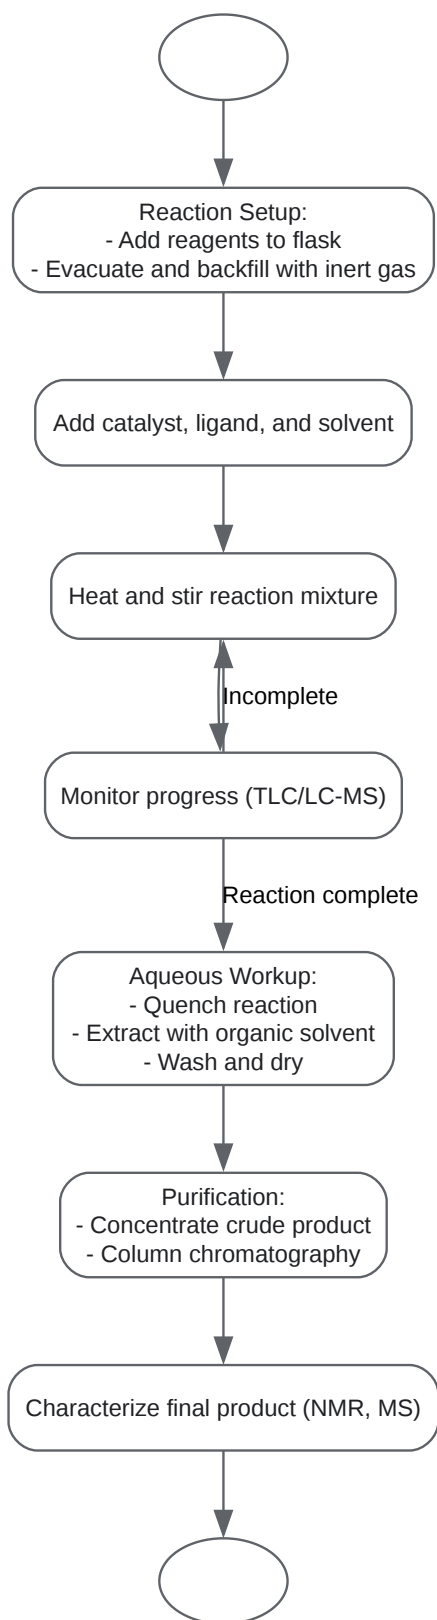 Reaction Setup:
- Add reagents to flask
- Evacuate and backfill with inert gas
Add catalyst, ligand, and solvent
Heat and stir reaction mixture
Incomplete
Monitor progress (TLC/LC-MS)
Reaction complete
Aqueous Workup:
- Quench reaction
- Extract with organic solvent
- Wash and dry
Purification:
- Concentrate crude product
- Column chromatography
Characterize final product (NMR, MS)